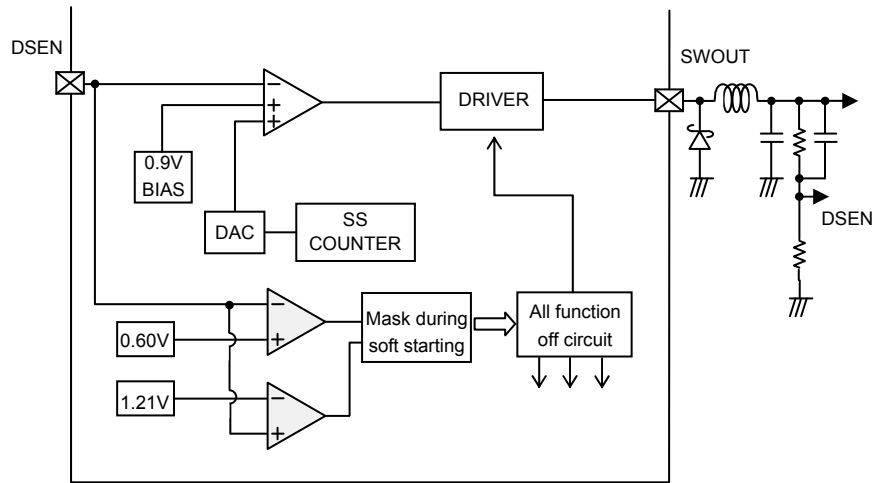 DSEN
SWOUT
DRIVER
0.9V
BIAS
DAC
SS
COUNTER
DSEN
Mask during
soft starting
All function
off circuit
0.60V
1.21V